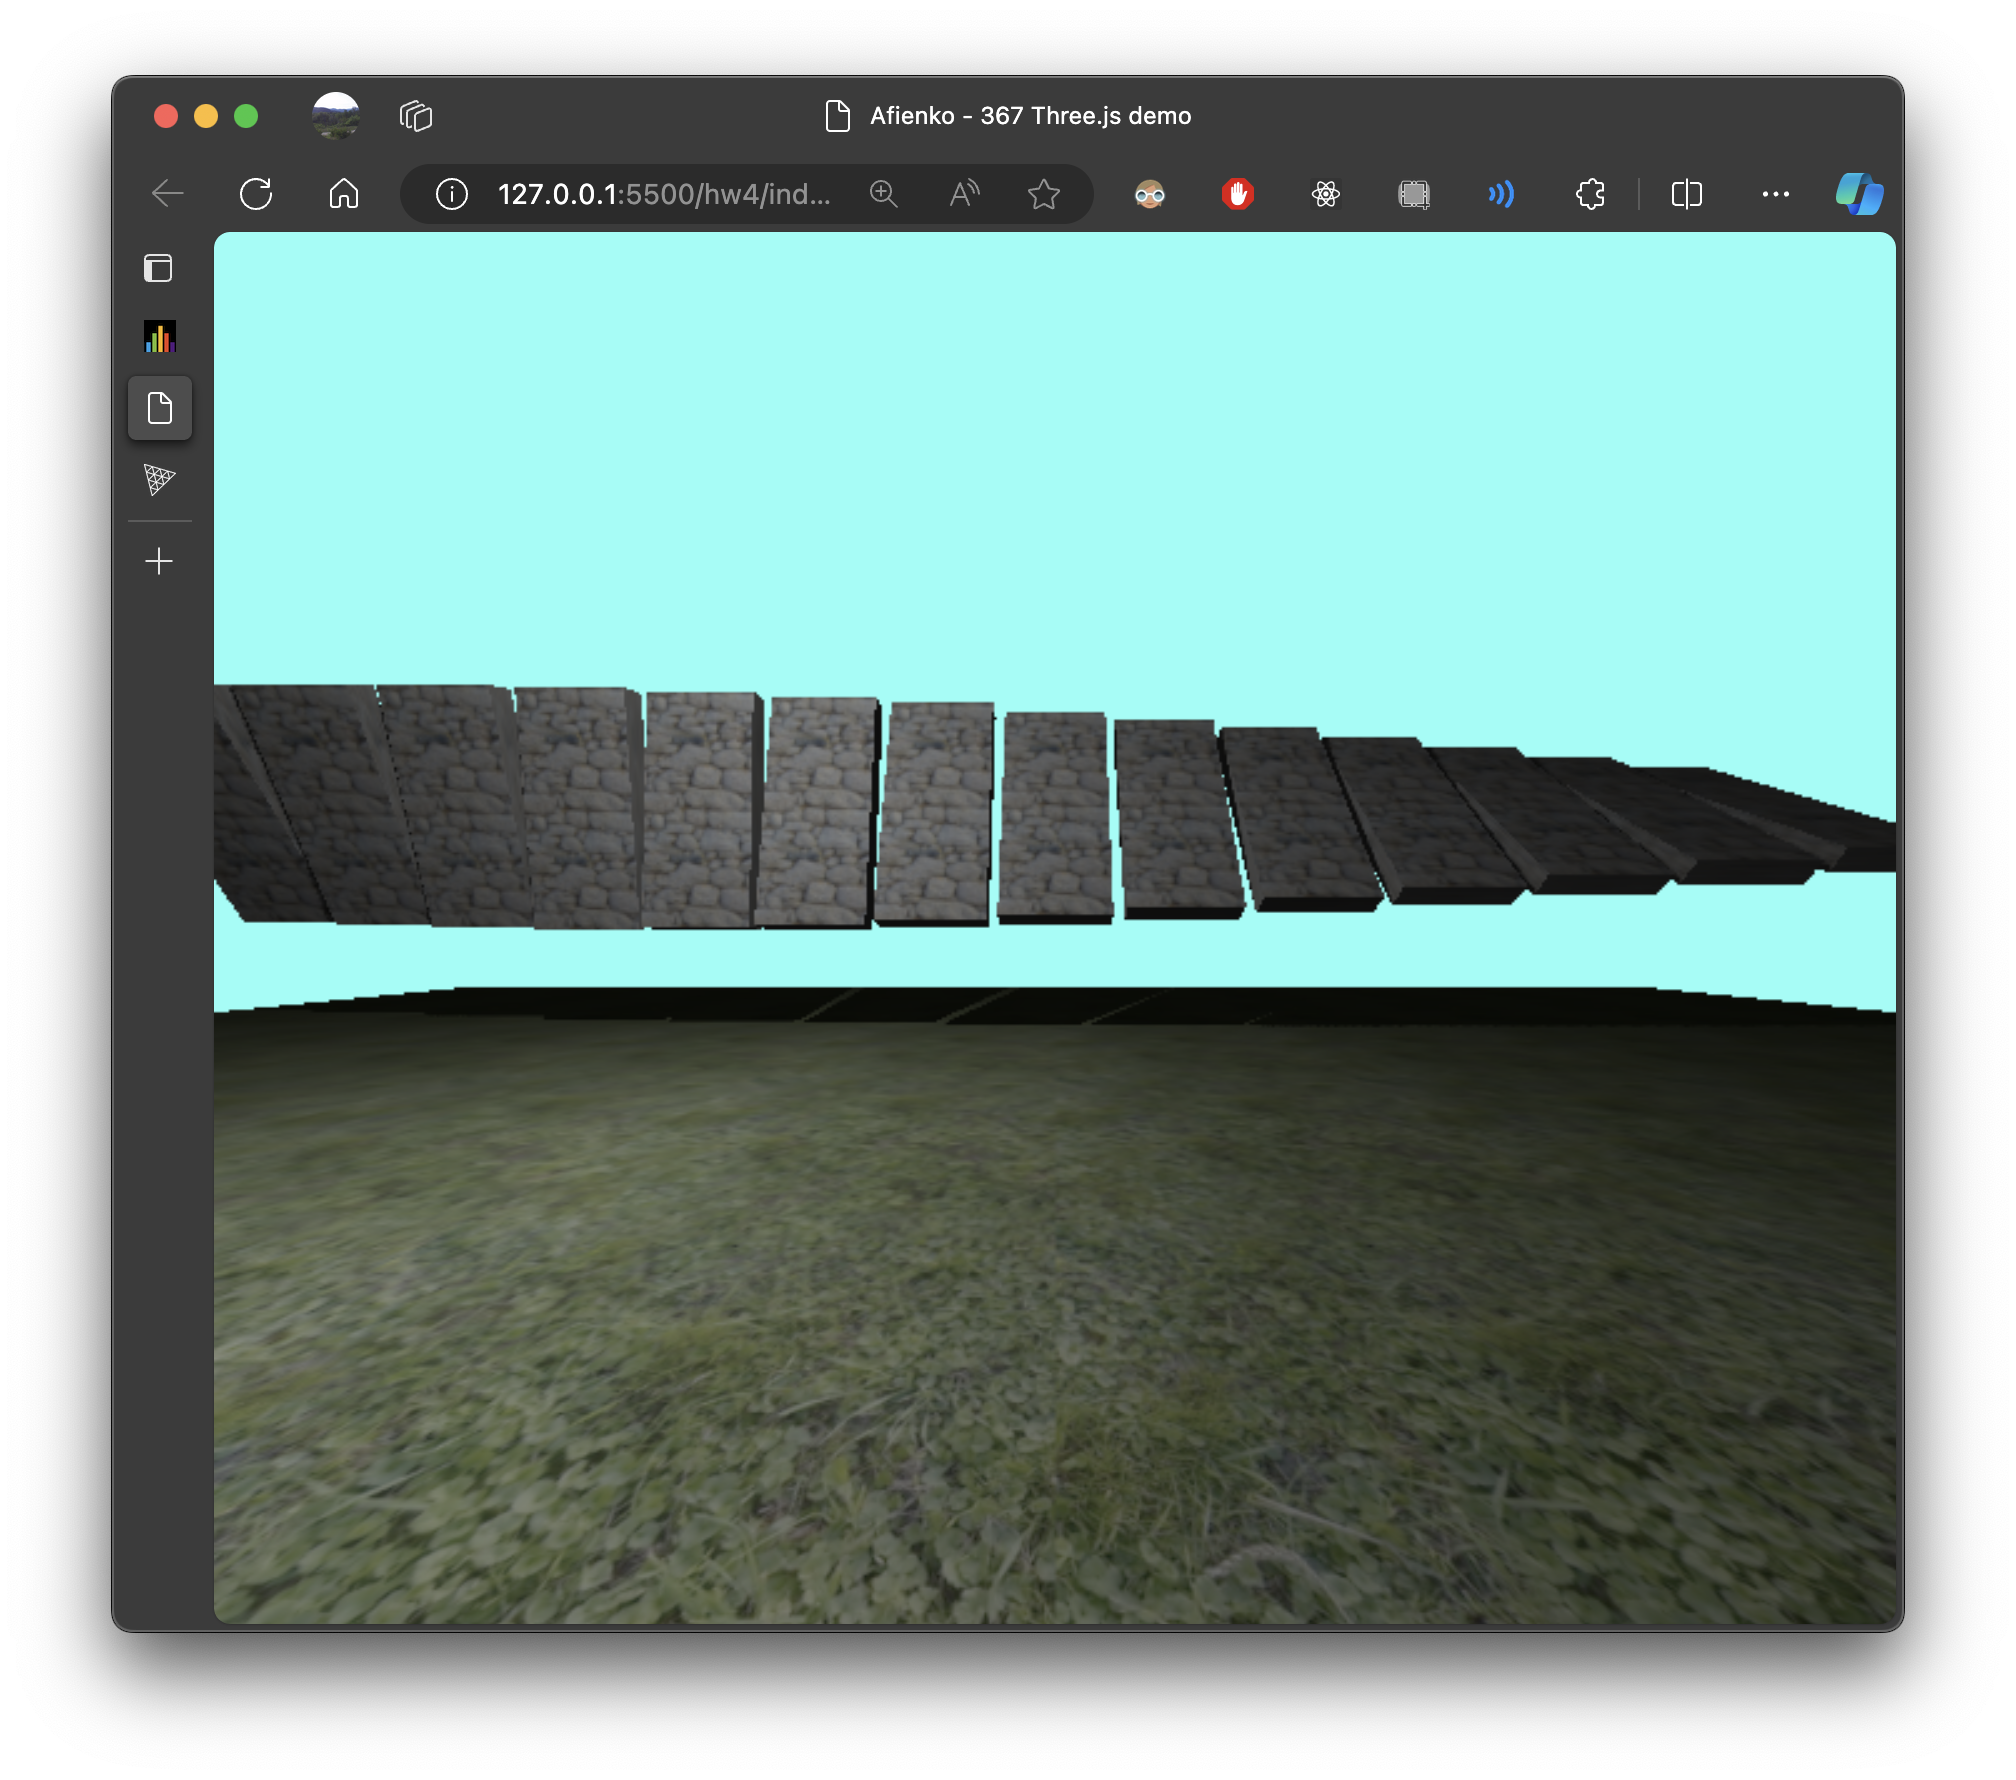 Afienko - 367 Three.js demo
127.0.0.1:5500/hw4/ind...